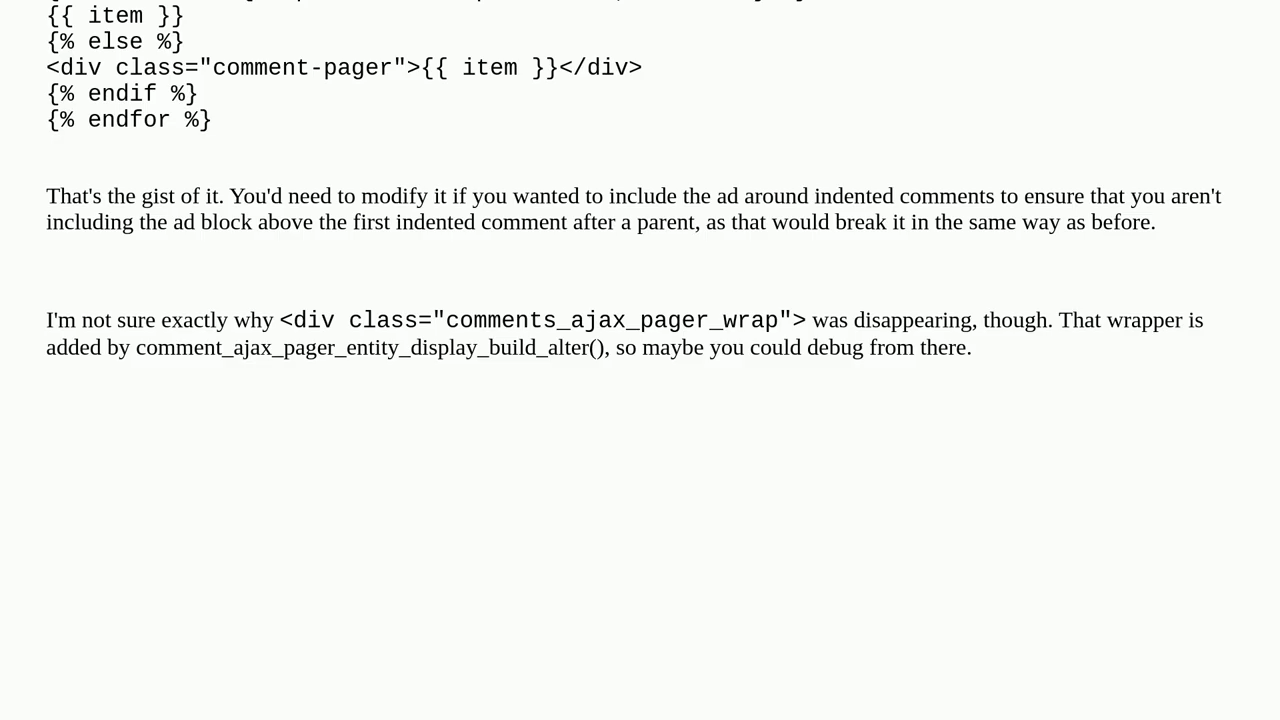 {{ item }}
{% else %}
<div class="comment-pager">{{ item }}</div>
{% endif %}
{% endfor %}
That's the gist of it. You'd need to modify it if you wanted to include the ad around indented comments to ensure that you aren't
including the ad block above the first indented comment after a parent, as that would break it in the same way as before.
I'm not sure exactly why <div class="comments_ajax_pager_wrap"> was disappearing, though. That wrapper is
added by comment_ajax_pager_entity_display_build_alter(), so maybe you could debug from there.